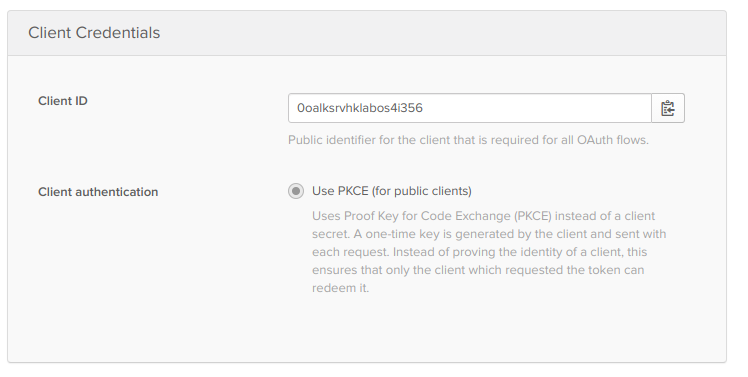 Client Credentials
Client ID
0oalksrvhklabos4i356
Public identifier for the client that is required for all OAuth flows.
Client authentication
Use PKCE (for public clients)
Uses Proof Key for Code Exchange (PKCE) instead of a client
secret. A one-time key is generated by the client and sent with
each request. Instead of proving the identity of a client, this
ensures that only the client which requested the token can
redeem it.